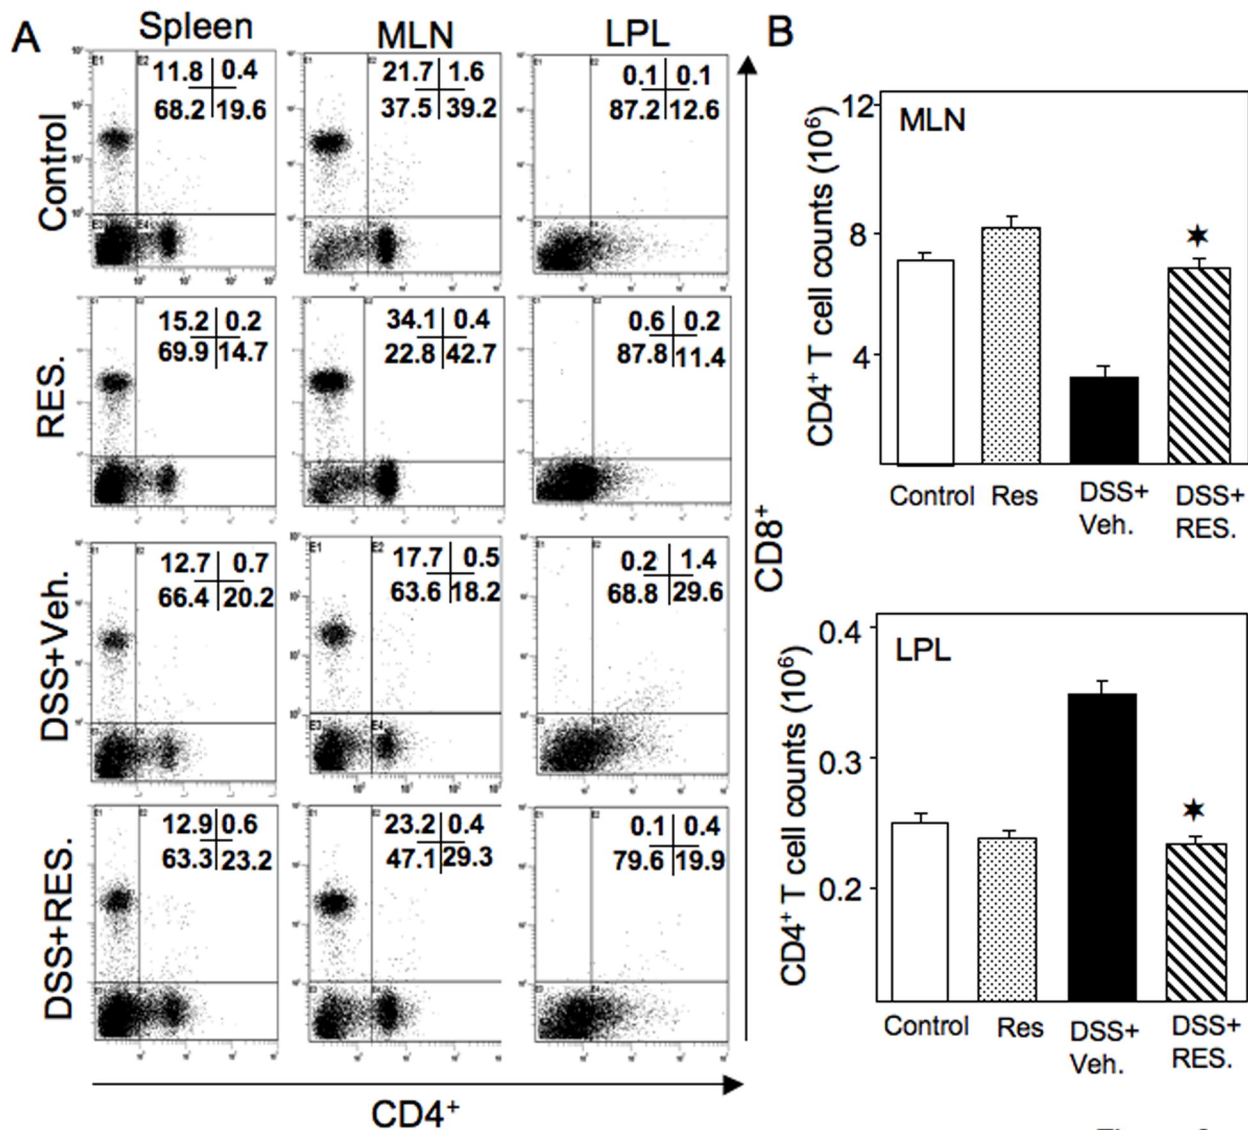 A
Spleen
MLN
LPL
Control
11.8 0.4
68.2 19.6
21.7 1.6
37.5 39.2
0.1 0.1
87.2 12.6
RES.
15.2 0.2
69.9 14.7
34.1 0.4
22.8 42.7
0.6 0.2
87.8 11.4
DSS+Veh.
12.7 0.7
66.4 20.2
E1 E2
17.7 0.5
63.6 18.2
E3 E4
0.2 1.4
68.8 29.6
DSS+RES.
12.9 0.6
63.3 23.2
23.2 0.4
47.1 29.3
0.1 0.4
79.6 19.9
CD4⁺
CD8⁺
B
MLN
CD4⁺ T cell counts (10⁶)
12
8
4
Control Res DSS+ Veh. DSS+ RES.
LPL
CD4⁺ T cell counts (10⁶)
0.4
0.3
0.2
Control Res DSS+ Veh. DSS+ RES.